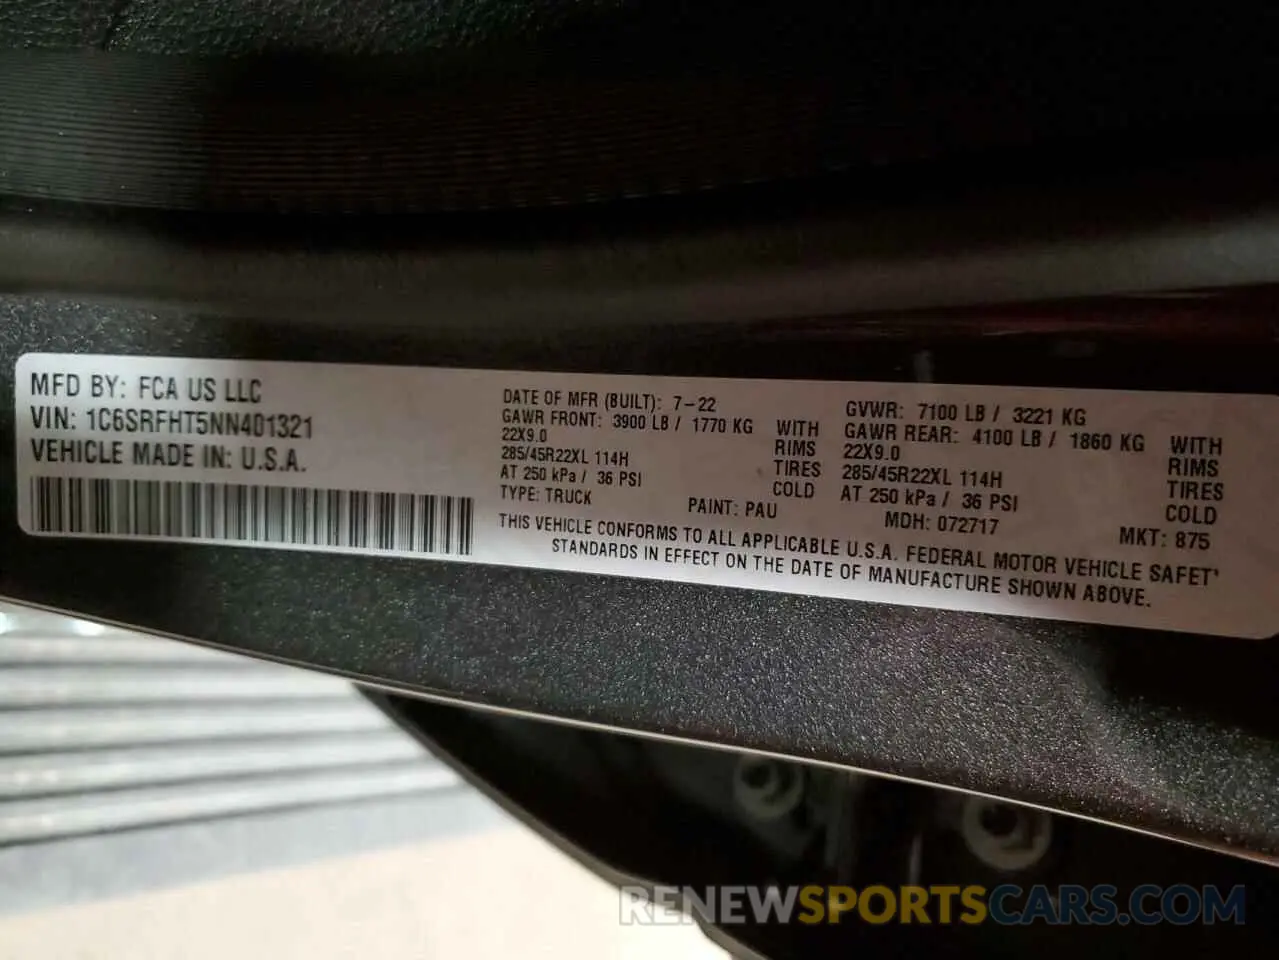 MFD BY: FCA US LLC
VIN: 1C6SRFHT5NN401321
VEHICLE MADE IN: U.S.A.
DATE OF MFR (BUILT): 7-22
GAWR FRONT: 3900 LB / 1770 KG WITH
22X9.0 RIMS
285/45R22XL 114H TIRES
AT 250 kPa / 36 PSI COLD
TYPE: TRUCK PAINT: PAU
GVWR: 7100 LB / 3221 KG
GAWR REAR: 4100 LB / 1860 KG WITH
22X9.0 RIMS
285/45R22XL 114H TIRES
AT 250 kPa / 36 PSI COLD
MDH: 072717 MKT: 875
THIS VEHICLE CONFORMS TO ALL APPLICABLE U.S.A. FEDERAL MOTOR VEHICLE SAFET'
STANDARDS IN EFFECT ON THE DATE OF MANUFACTURE SHOWN ABOVE.
RENEWSPORTSCARS.COM